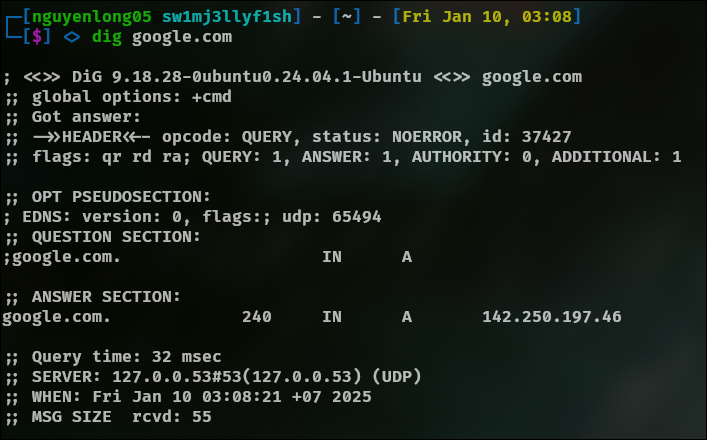 [nguyenlong05 sw1mj3llyf1sh] - [~] - [Fri Jan 10, 03:08]
[$] <> dig google.com
; <<>> DiG 9.18.28-0ubuntu0.24.04.1-Ubuntu <<>> google.com
;; global options: +cmd
;; Got answer:
;; ->>HEADER<<- opcode: QUERY, status: NOERROR, id: 37427
;; flags: qr rd ra; QUERY: 1, ANSWER: 1, AUTHORITY: 0, ADDITIONAL: 1
;; OPT PSEUDOSECTION:
; EDNS: version: 0, flags:; udp: 65494
;; QUESTION SECTION:
;google.com. IN A
;; ANSWER SECTION:
google.com. 240 IN A 142.250.197.46
;; Query time: 32 msec
;; SERVER: 127.0.0.53#53(127.0.0.53) (UDP)
;; WHEN: Fri Jan 10 03:08:21 +07 2025
;; MSG SIZE rcvd: 55